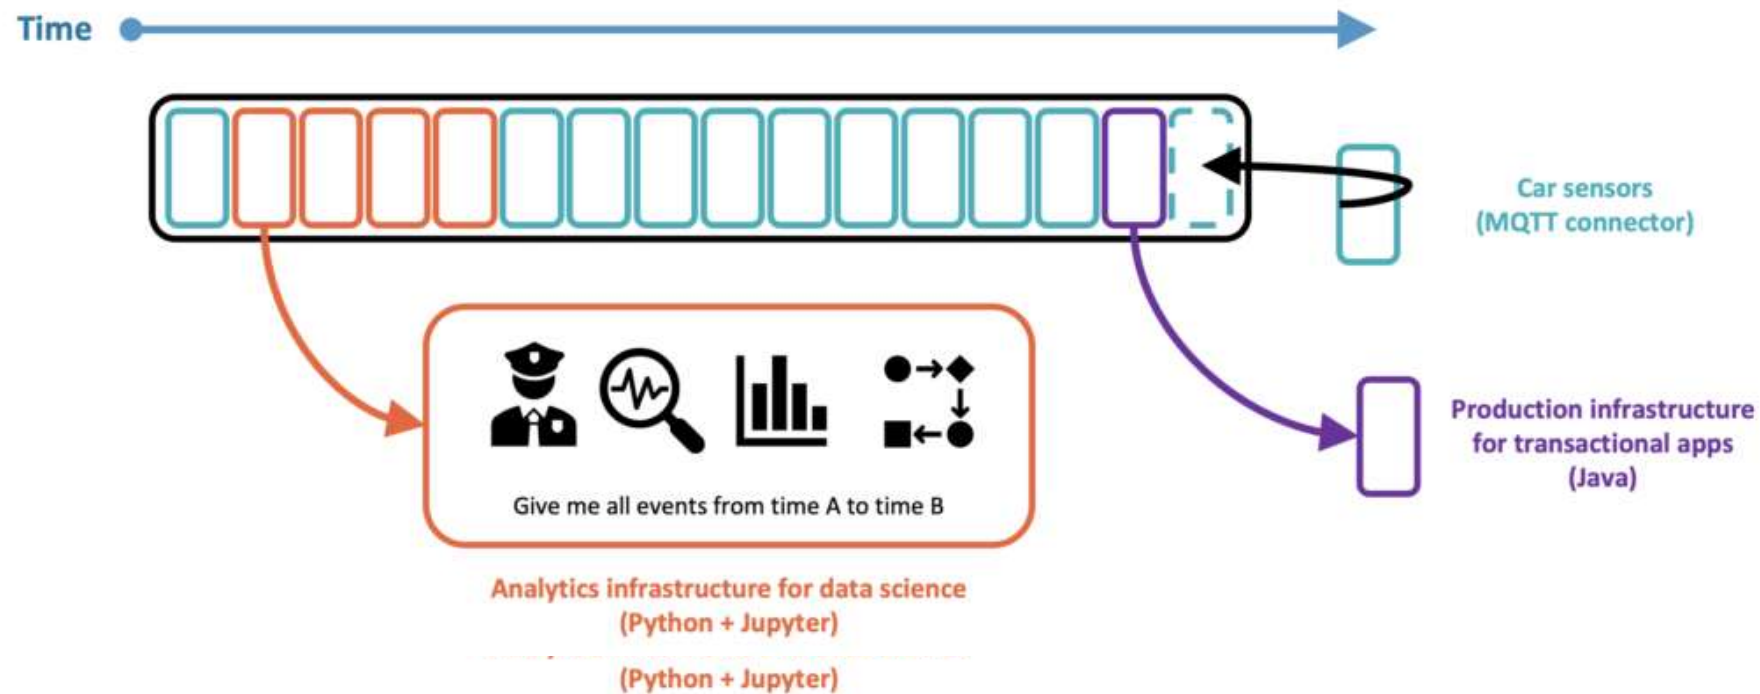 Time
Car sensors
(MQTT connector)
Production infrastructure
for transactional apps
(Java)
Give me all events from time A to time B
Analytics infrastructure for data science
(Python + Jupyter)
(Python + Jupyter)